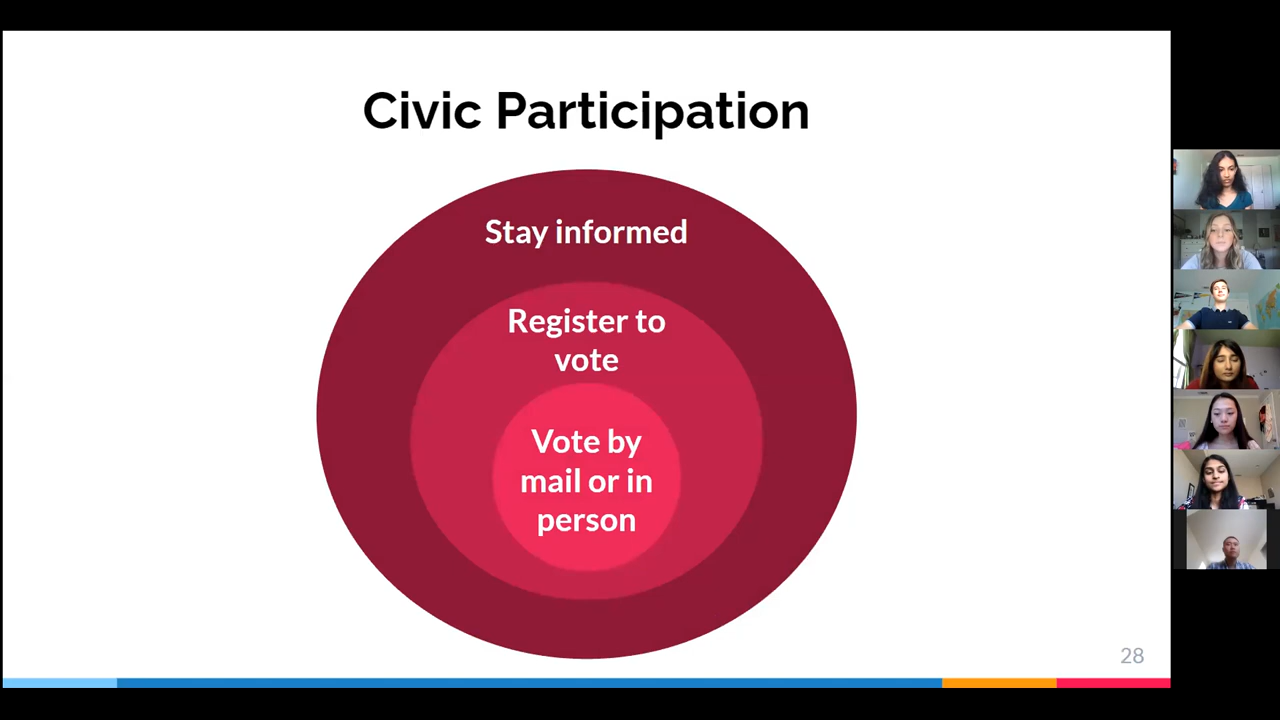 Civic Participation
Stay informed
Register to
vote
Vote by
mail or in
person
28